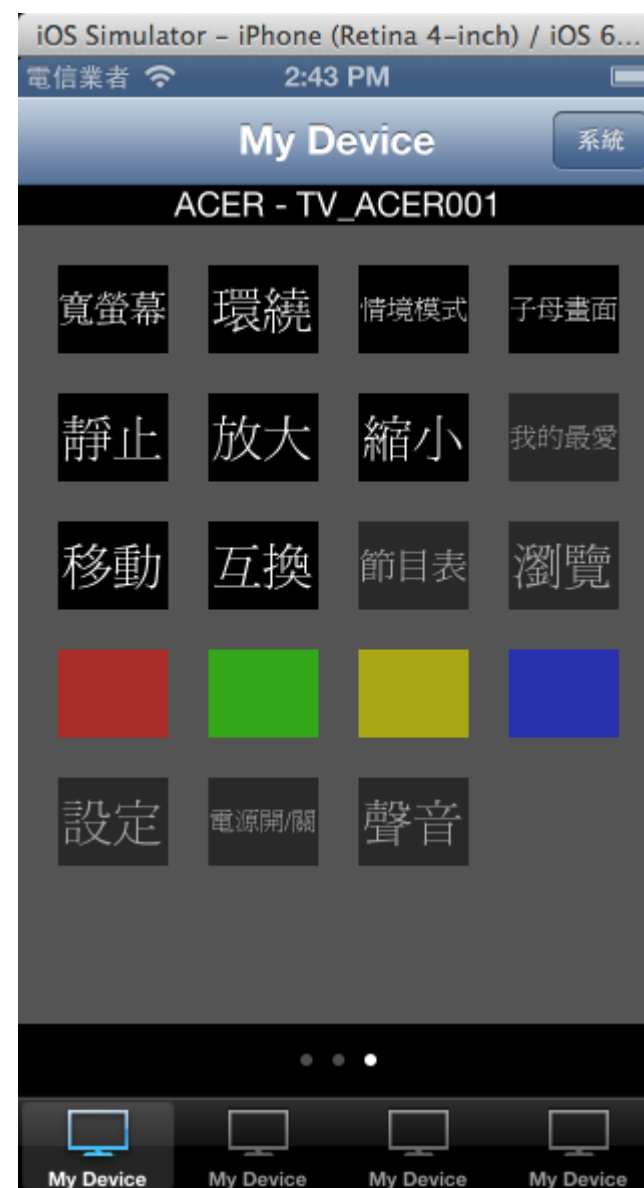 iOS Simulator – iPhone (Retina 4-inch) / iOS 6...
電信業者 2:43 PM
My Device 系統
ACER - TV_ACER001
寬螢幕 環繞 情境模式 子母畫面
靜止 放大 縮小 我的最愛
移動 互換 節目表 瀏覽
設定 電源開/關 聲音
My Device My Device My Device My Device